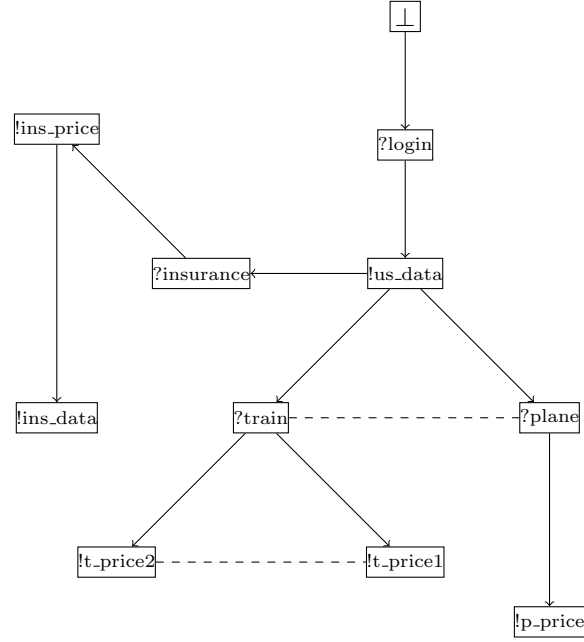 ⊥
!ins_price
?login
?insurance
!us_data
!ins_data
?train
?plane
!t_price2
!t_price1
!p_price